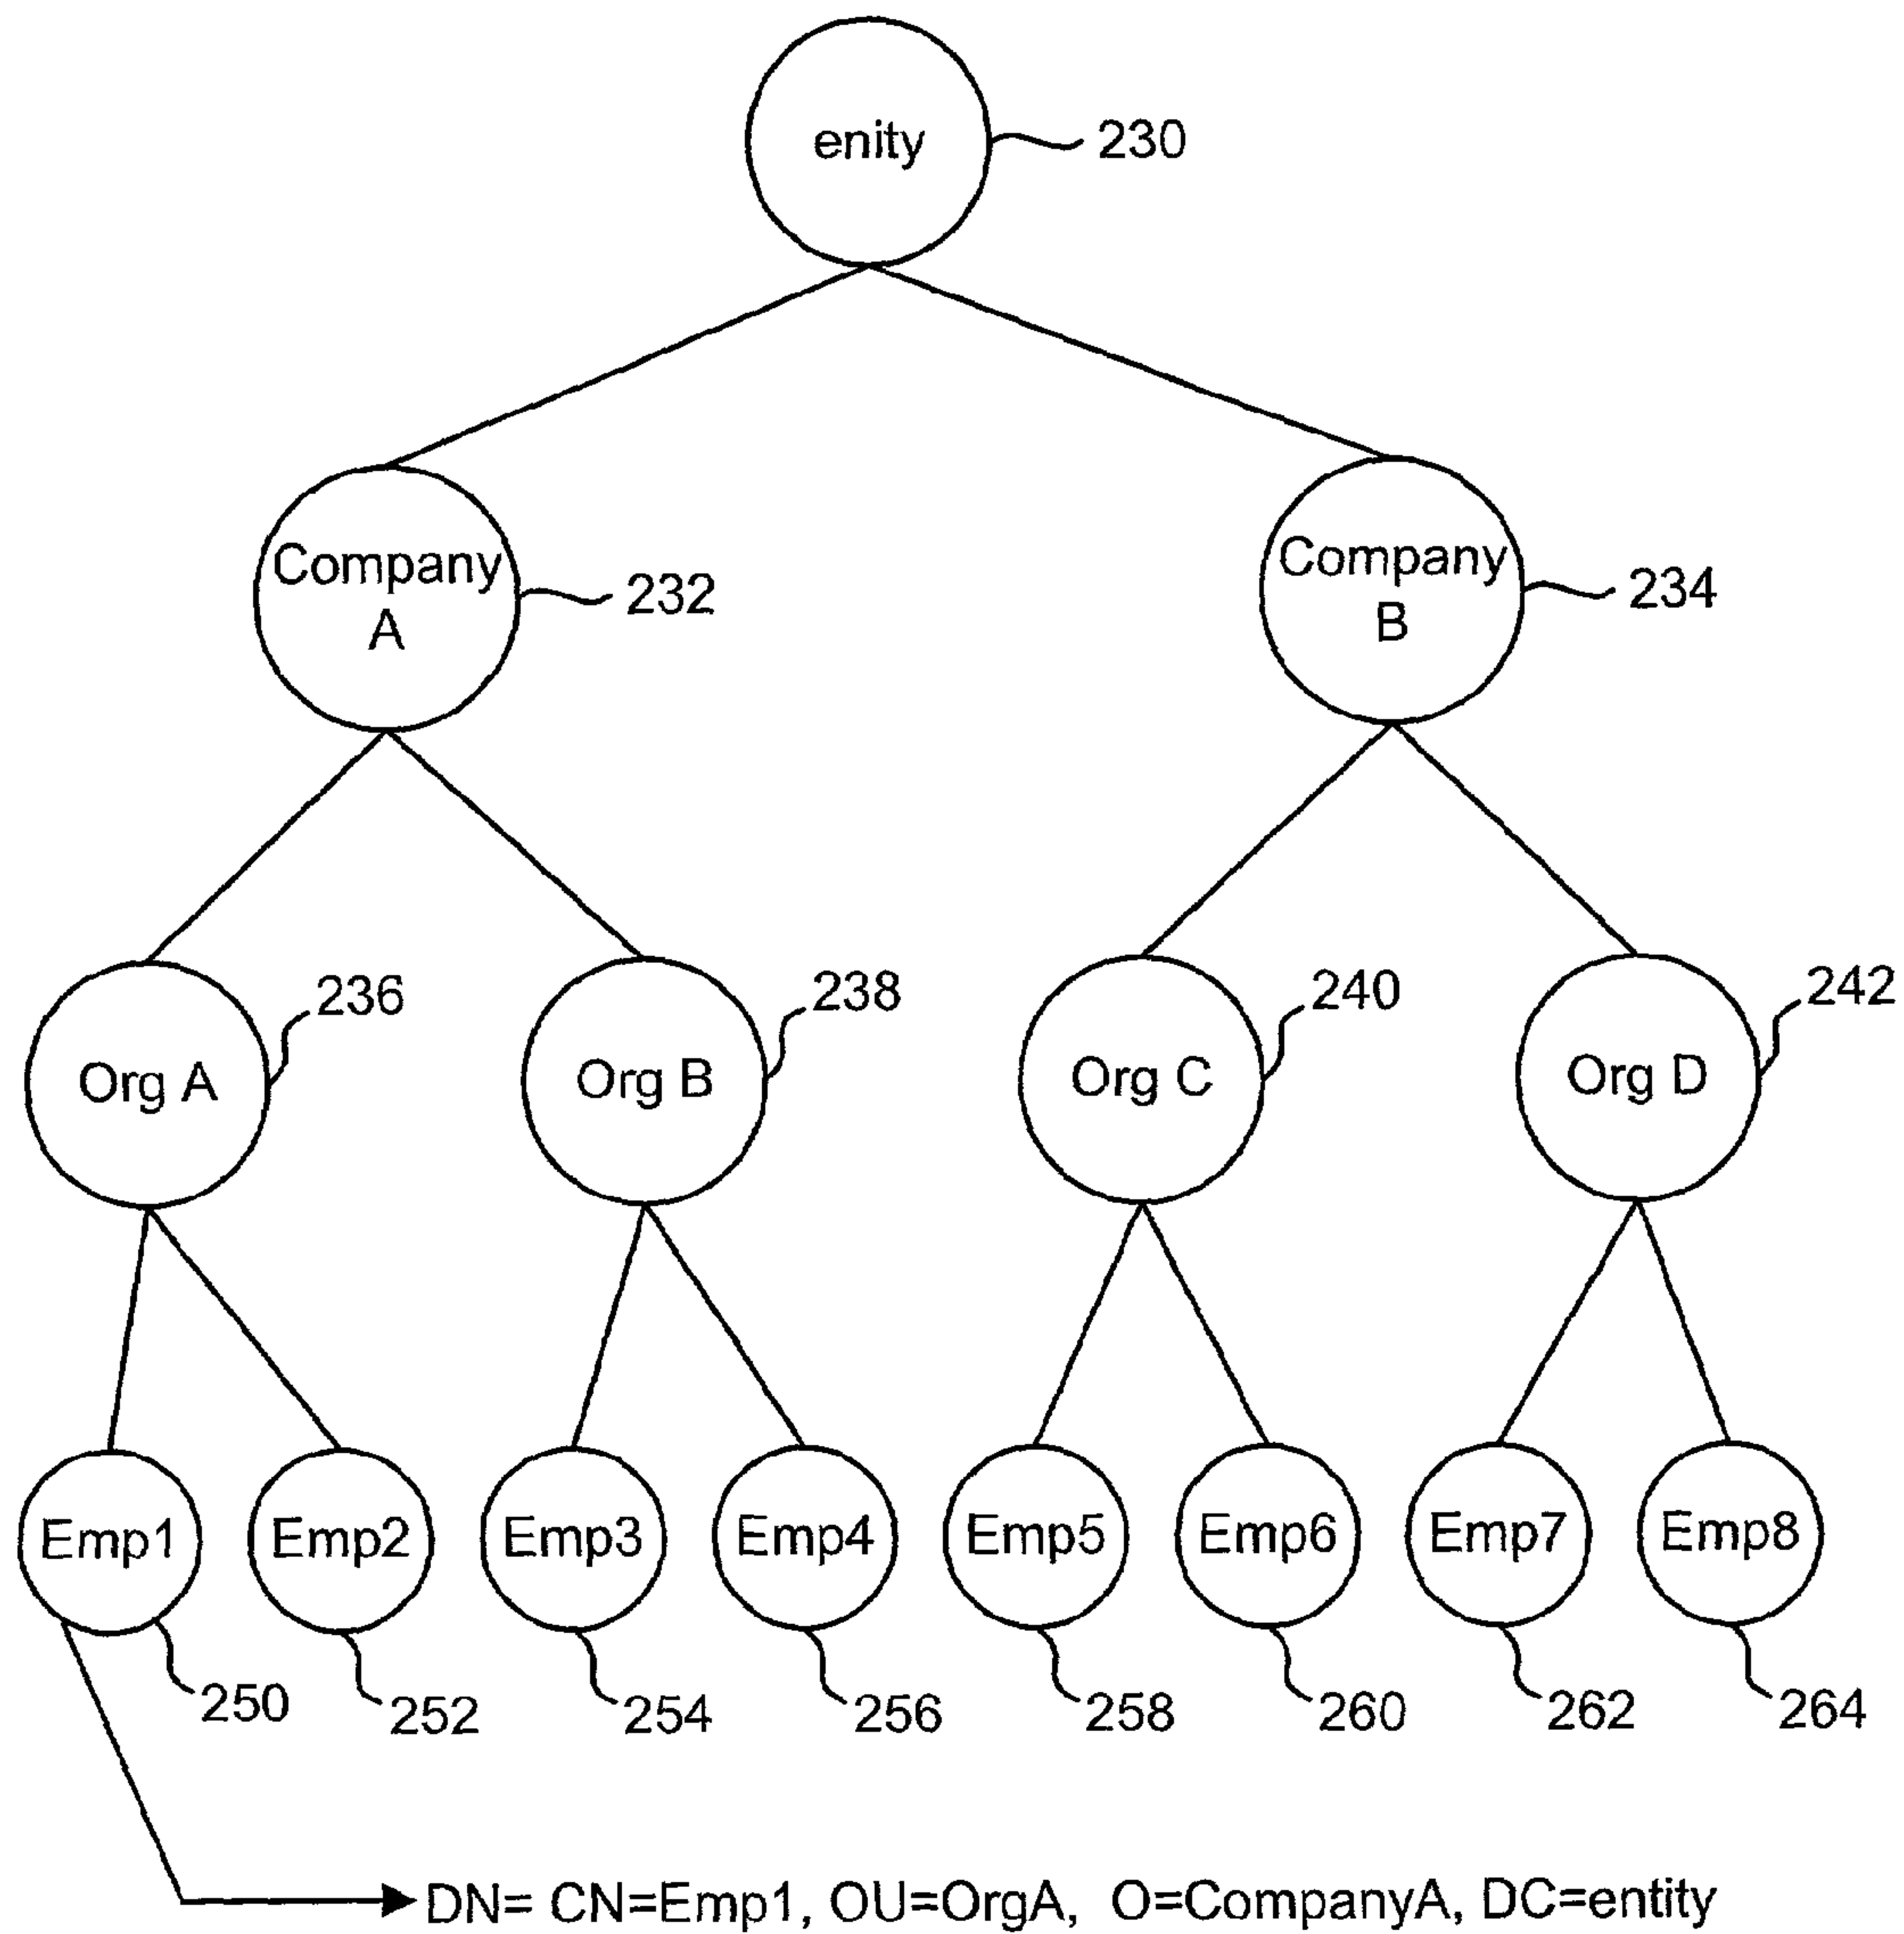 enity
230
Company
A
232
Company
B
234
Org A
236
Org B
238
Org C
240
Org D
242
Emp1
Emp2
Emp3
Emp4
Emp5
Emp6
Emp7
Emp8
250
252
254
256
258
260
262
264
DN= CN=Emp1, OU=OrgA, O=CompanyA, DC=entity